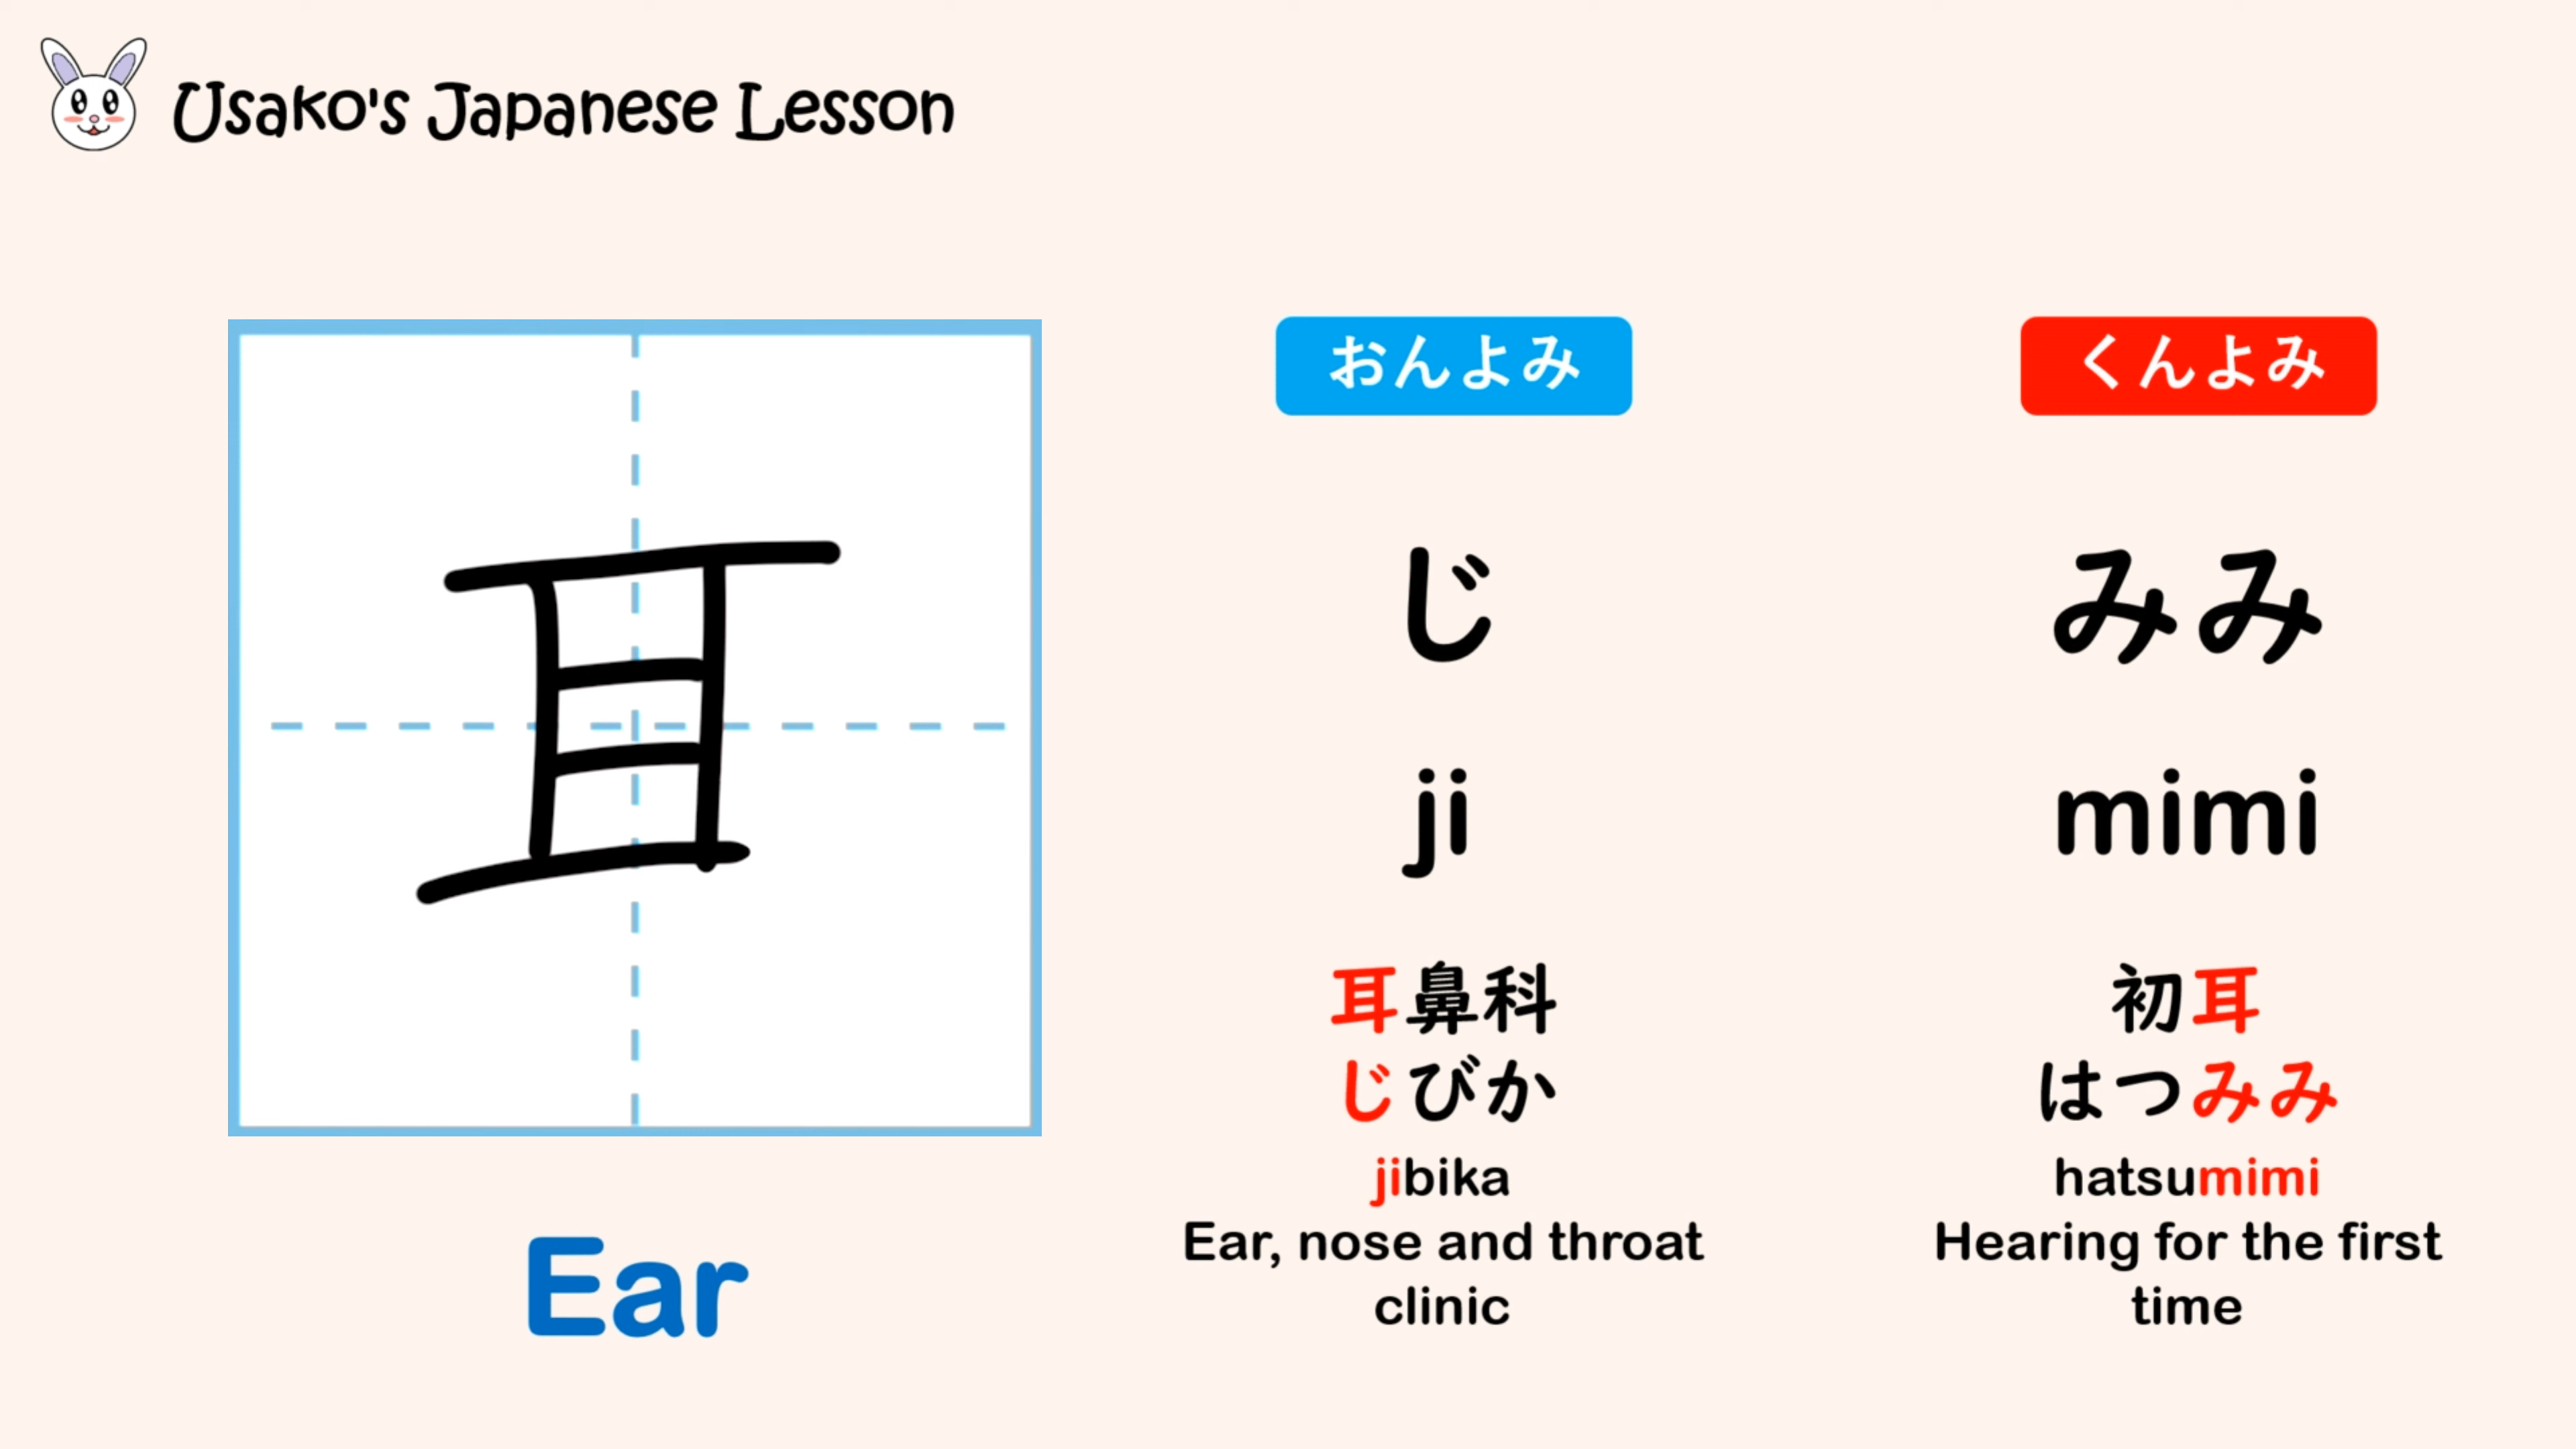 Usako's Japanese Lesson
耳
Ear
おんよみ
じ
ji
耳鼻科
じびか
jibika
Ear, nose and throat
clinic
くんよみ
みみ
mimi
初耳
はつみみ
hatsumimi
Hearing for the first
time